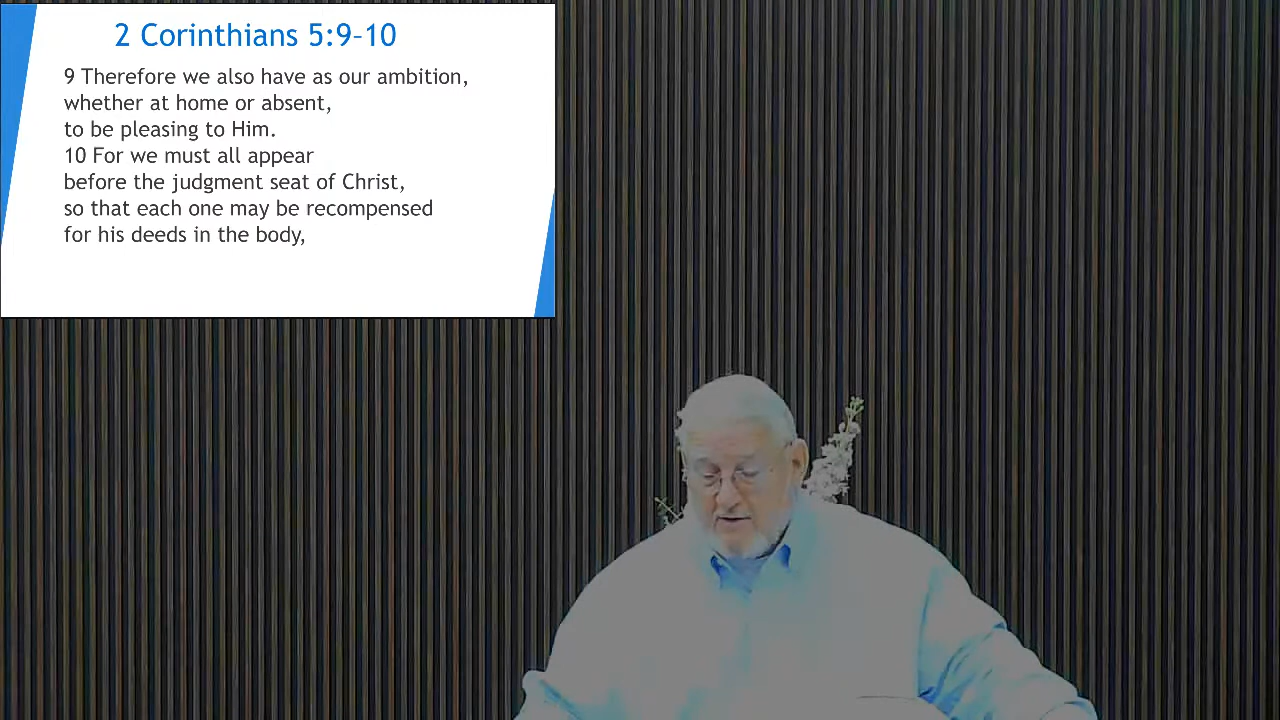 2 Corinthians 5:9–10
9 Therefore we also have as our ambition,
whether at home or absent,
to be pleasing to Him.
10 For we must all appear
before the judgment seat of Christ,
so that each one may be recompensed
for his deeds in the body,